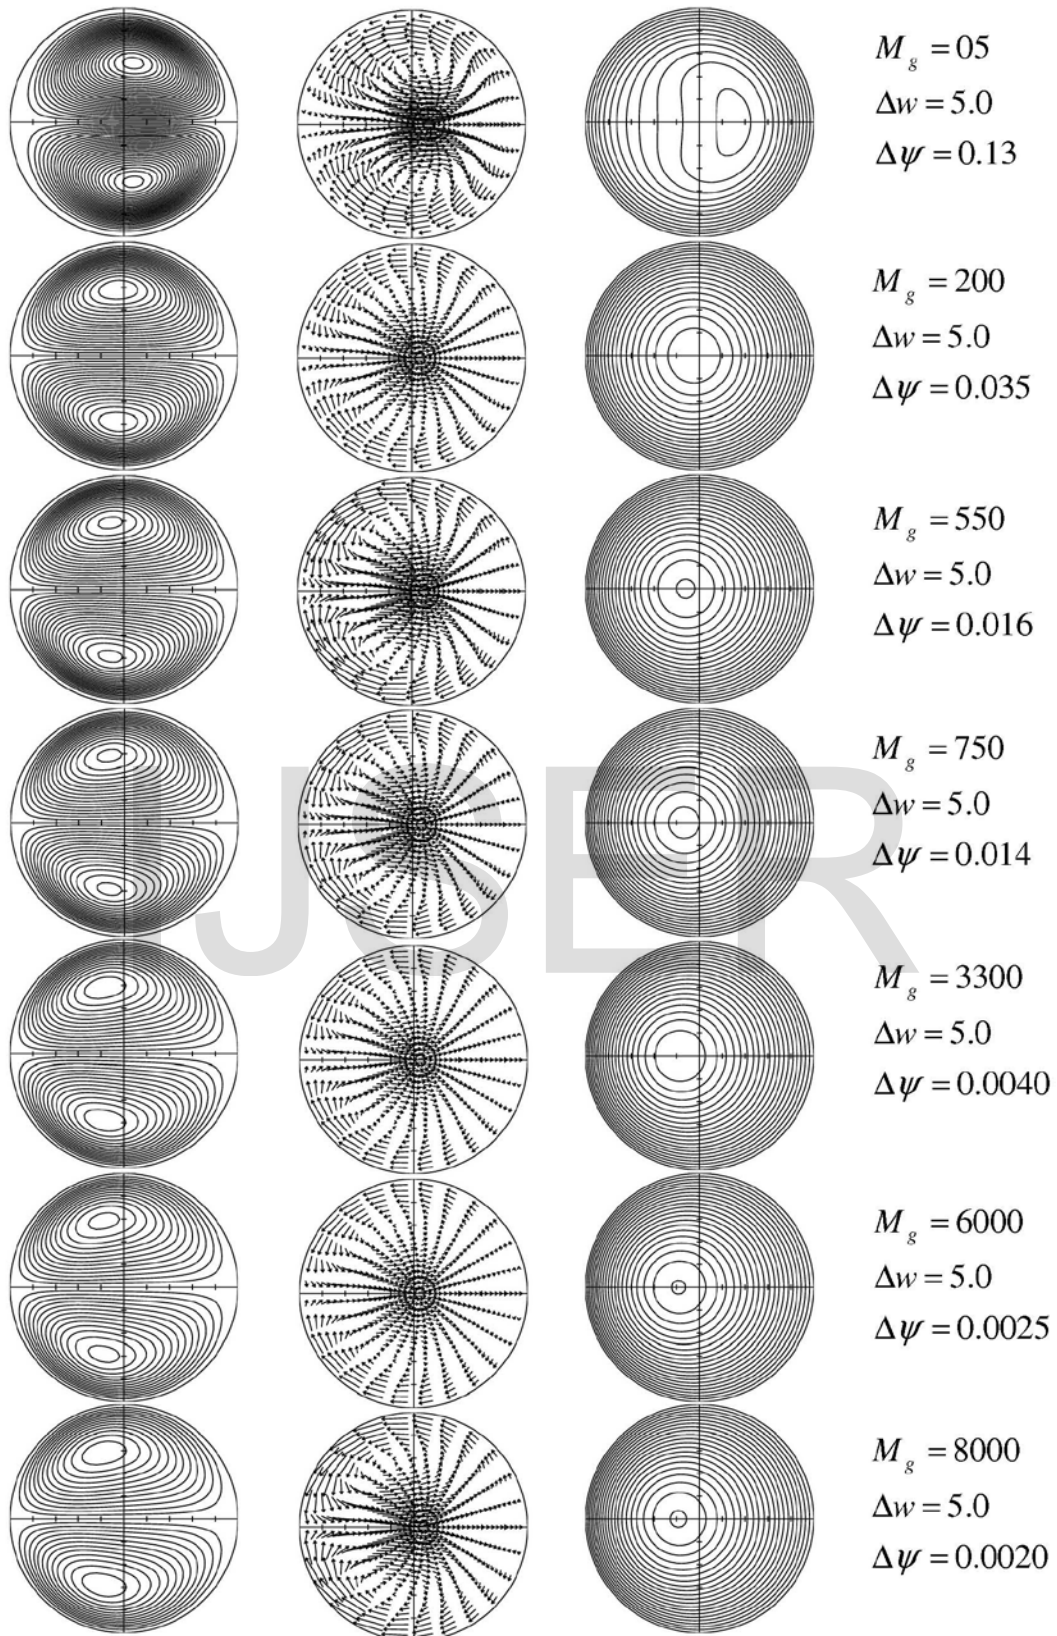 M_g = 05
Δw = 5.0
Δψ = 0.13
M_g = 200
Δw = 5.0
Δψ = 0.035
M_g = 550
Δw = 5.0
Δψ = 0.016
M_g = 750
Δw = 5.0
Δψ = 0.014
IJSER
M_g = 3300
Δw = 5.0
Δψ = 0.0040
M_g = 6000
Δw = 5.0
Δψ = 0.0025
M_g = 8000
Δw = 5.0
Δψ = 0.0020